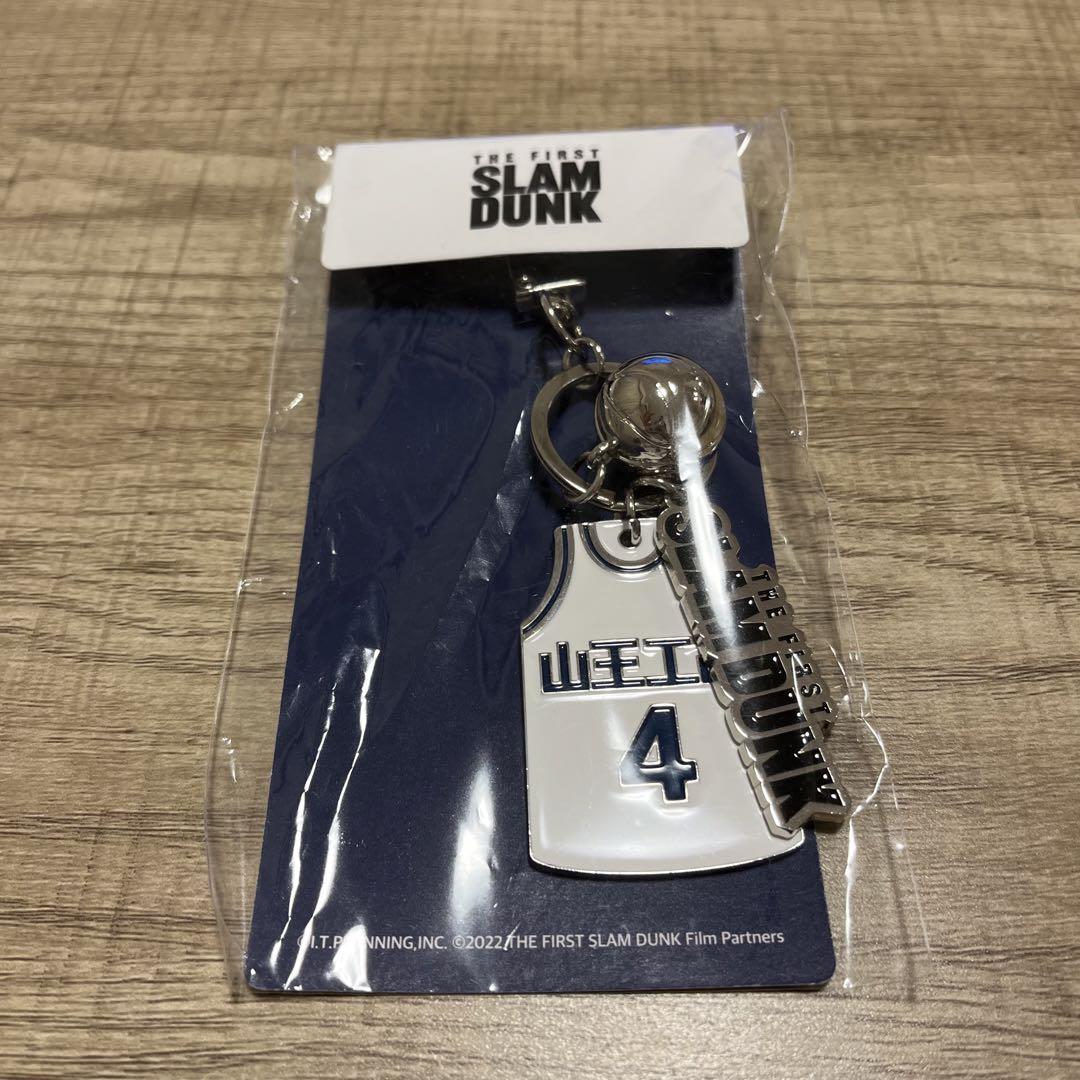 THE FIRST
SLAM
DUNK
山王工
4
THE FIRST
SLAM DUNK
©I.T.PLANNING,INC. ©2022 THE FIRST SLAM DUNK Film Partners